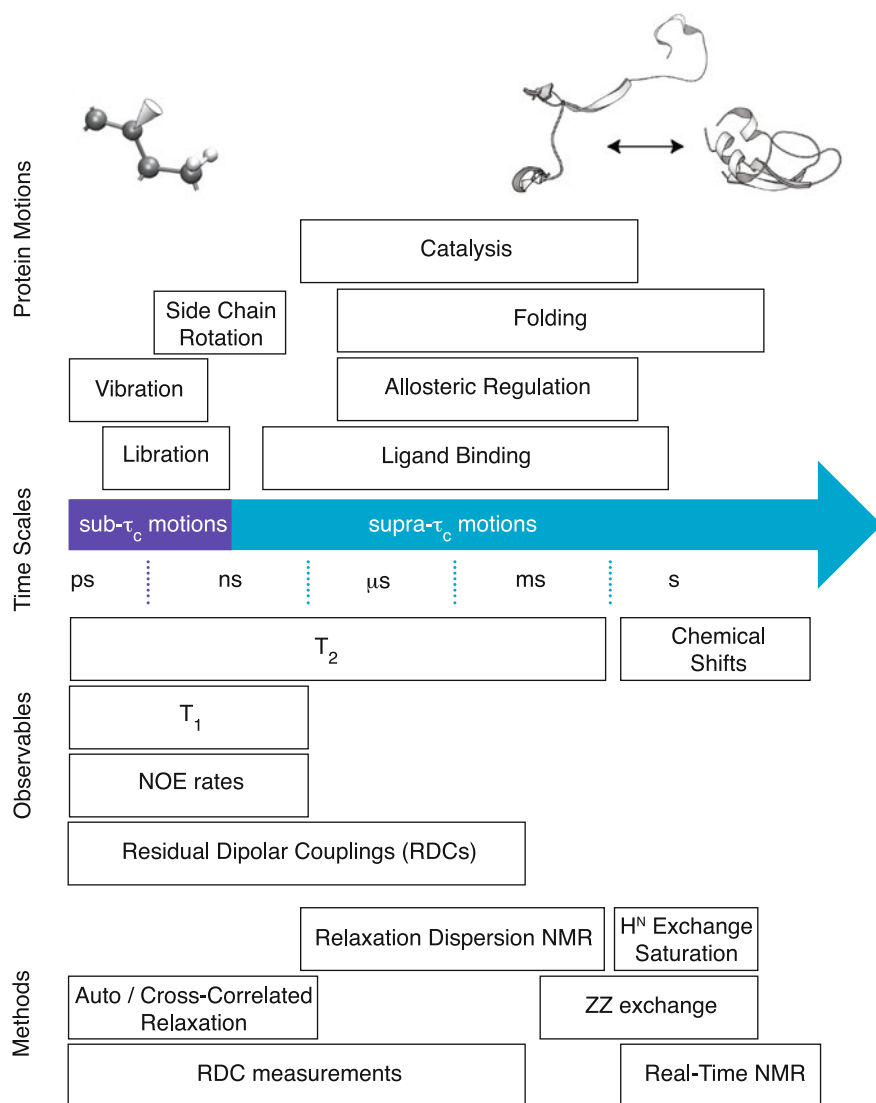 Protein Motions
Catalysis
Side Chain
Rotation
Folding
Vibration
Allosteric Regulation
Libration
Ligand Binding
Time Scales
sub-τc motions
supra-τc motions
ps
ns
μs
ms
s
Observables
T2
Chemical
Shifts
T1
NOE rates
Residual Dipolar Couplings (RDCs)
Methods
Relaxation Dispersion NMR
HN Exchange
Saturation
Auto / Cross-Correlated
Relaxation
ZZ exchange
RDC measurements
Real-Time NMR